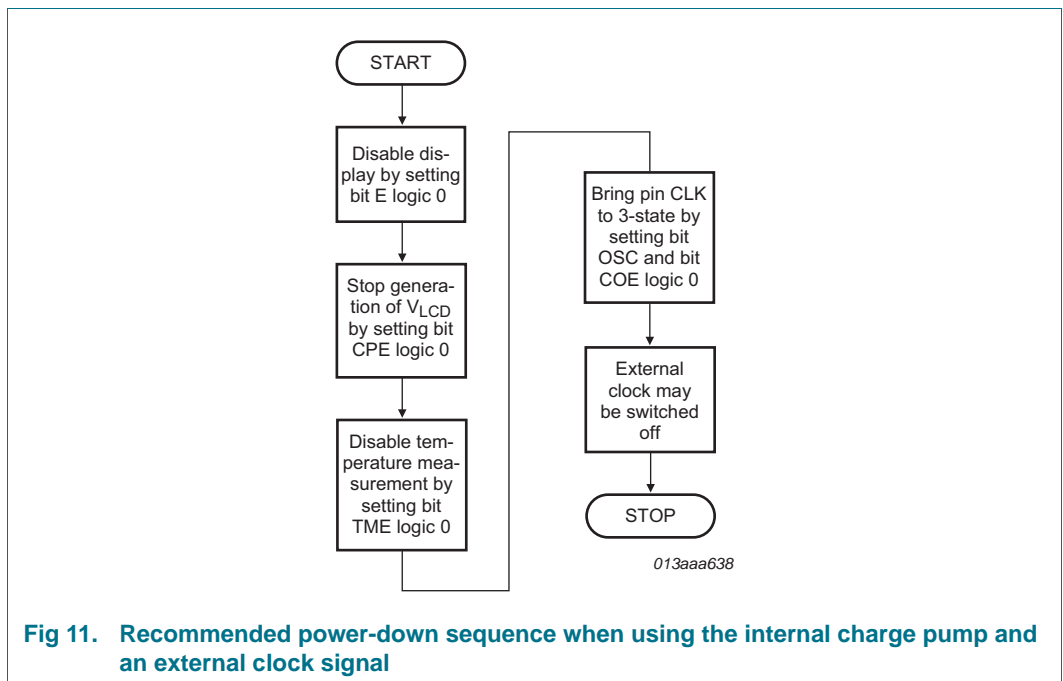 START
Disable dis-
play by setting
bit E logic 0
Stop genera-
tion of VLCD
by setting bit
CPE logic 0
Disable tem-
perature mea-
surement by
setting bit
TME logic 0
Bring pin CLK
to 3-state by
setting bit
OSC and bit
COE logic 0
External
clock may
be switched
off
STOP
013aaa638
Fig 11. Recommended power-down sequence when using the internal charge pump and
an external clock signal